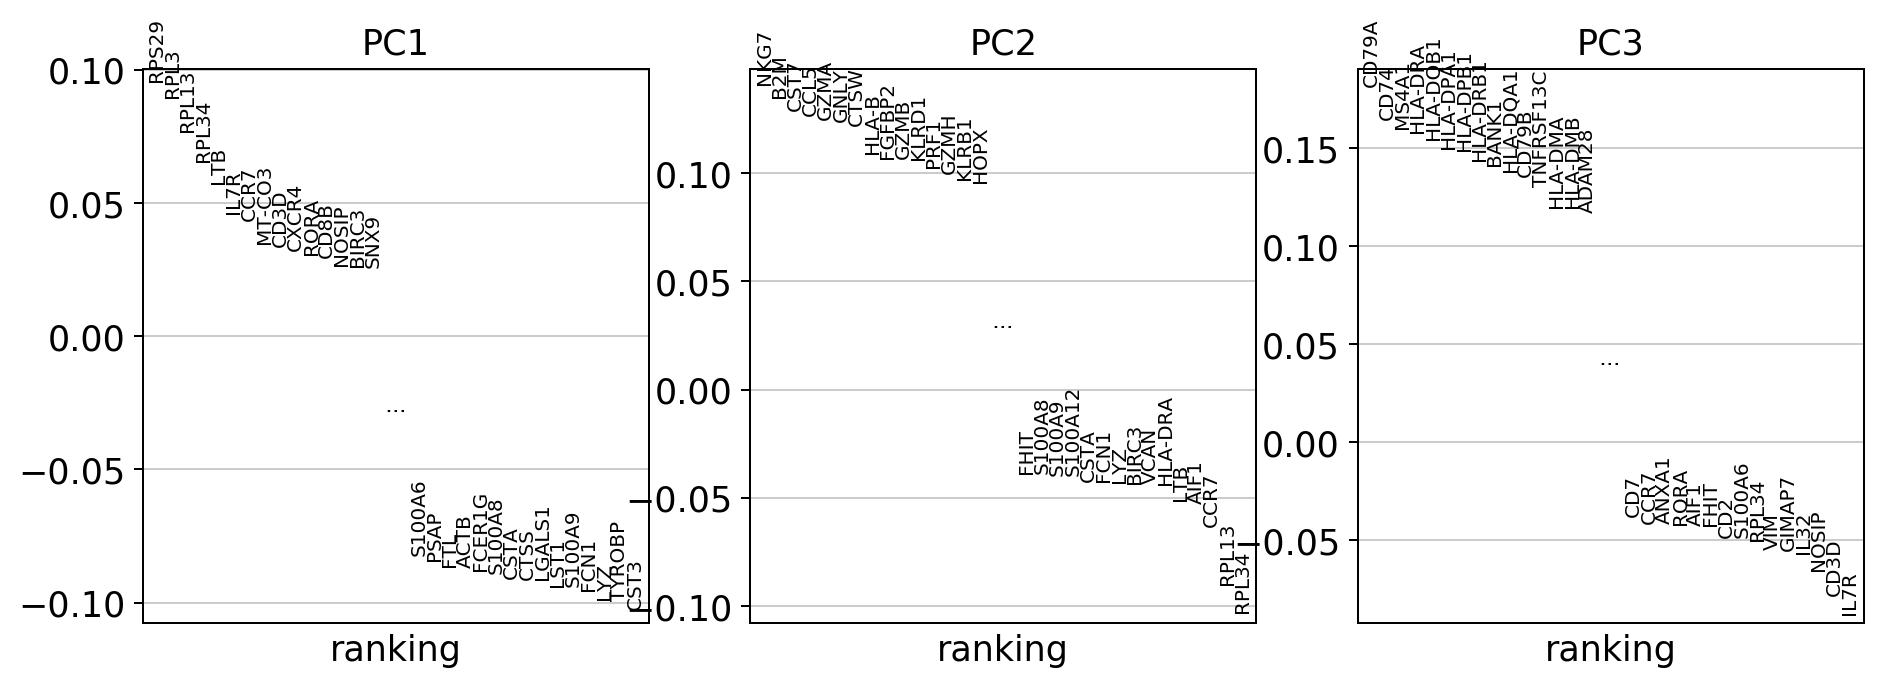 PC1
0.10
0.05
0.00
−0.05
−0.10
RPS29
RPL3
RPL13
RPL34
LTB
IL7R
CCR7
MT-CO3
CD3D
CXCR4
RORA
CD8B
NOSIP
BIRC3
SNX9
...
S100A6
PSAP
FTL
ACTB
FCER1G
S100A8
CSTA
CTSS
LGALS1
LST1
S100A9
FCN1
LYZ
TYROBP
CST3
ranking
PC2
0.10
0.05
0.00
−0.05
−0.10
NKG7
B2M
CST7
CCL5
GZMA
GNLY
CTSW
HLA-B
FGFBP2
GZMB
KLRD1
PRF1
GZMH
KLRB1
HOPX
...
FHIT
S100A8
S100A9
S100A12
CSTA
FCN1
LYZ
BIRC3
VCAN
HLA-DRA
LTB
AIF1
CCR7
RPL13
RPL34
ranking
PC3
0.15
0.10
0.05
0.00
−0.05
CD79A
CD74
MS4A1
HLA-DRA
HLA-DQB1
HLA-DPA1
HLA-DPB1
HLA-DRB1
BANK1
HLA-DQA1
CD79B
TNFRSF13C
HLA-DMA
HLA-DMB
ADAM28
...
CD7
CCR7
ANXA1
RORA
AIF1
FHIT
CD2
S100A6
RPL34
VIM
GIMAP7
IL32
NOSIP
CD3D
IL7R
ranking